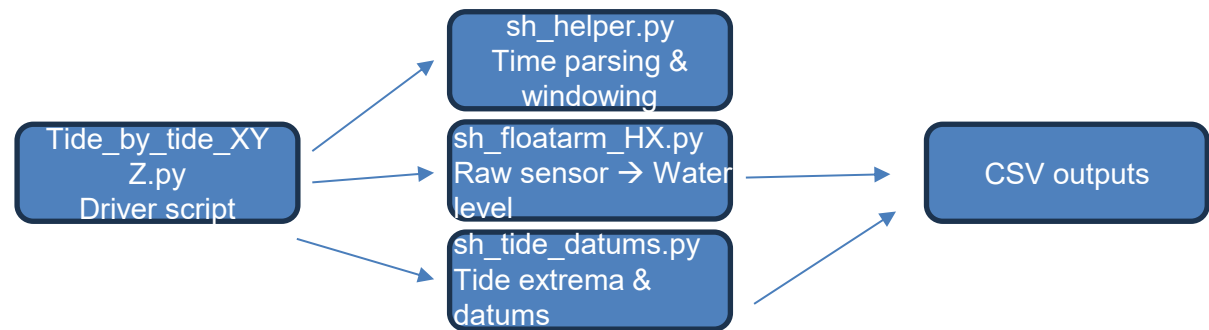 Tide_by_tide_XY
Z.py
Driver script
sh_helper.py
Time parsing &
windowing
sh_floatarm_HX.py
Raw sensor → Water
level
sh_tide_datums.py
Tide extrema &
datums
CSV outputs